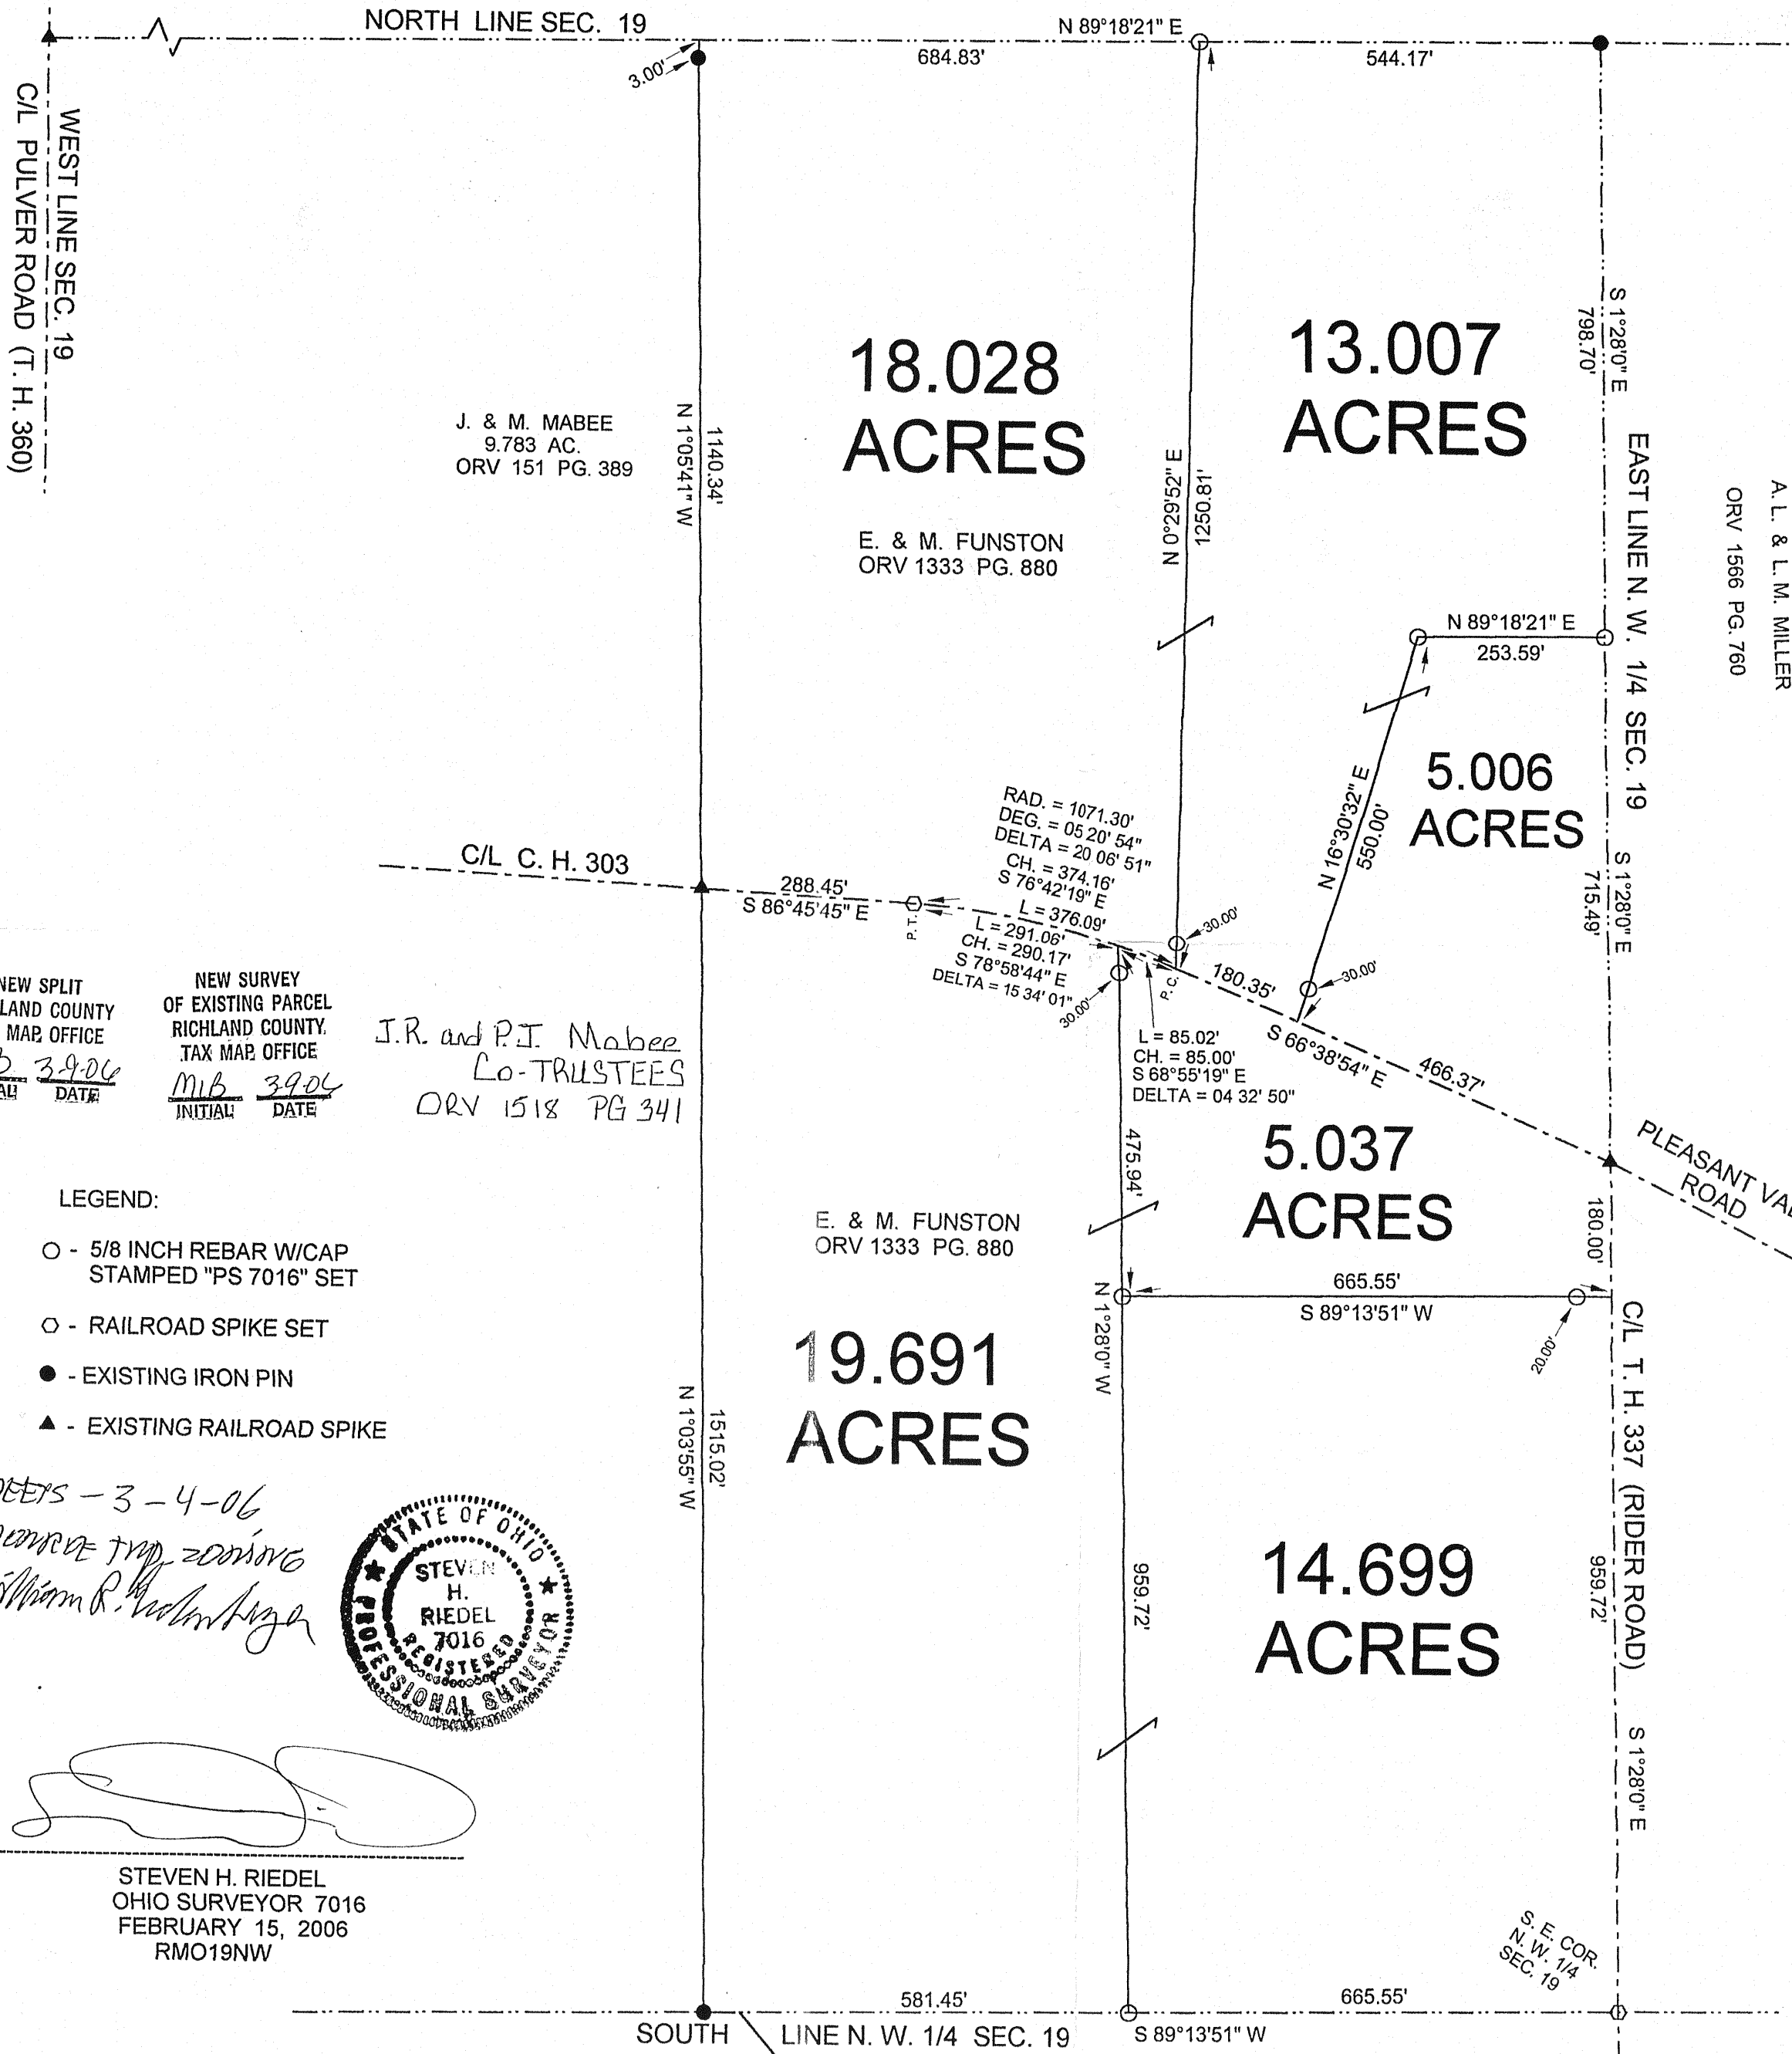 NORTH LINE SEC. 19
N 89°18'21" E
684.83'
544.17'
3.00'
WEST LINE SEC. 19
C/L PULVER ROAD (T. H. 360)
S 1°28'0" E
798.70'
18.028
ACRES
13.007
ACRES
J. & M. MABEE
9.783 AC.
ORV 151 PG. 389
1140.34'
N 1°05'41" W
E. & M. FUNSTON
ORV 1333 PG. 880
N 0°29'52" E
1250.81'
EAST LINE N. W. 1/4 SEC. 19
A. L. & L. M. MILLER
ORV 1566 PG. 760
N 89°18'21" E
253.59'
5.006
ACRES
N 16°30'32" E
550.00'
S 1°28'0" E
715.49'
RAD. = 1071.30'
DEG. = 05 20' 54"
DELTA = 20 06' 51"
CH. = 374.16'
S 76°42'19" E
L = 376.09'
L = 291.06'
CH. = 290.17'
S 78°58'44" E
DELTA = 15 34' 01"
C/L C. H. 303
288.45'
S 86°45'45" E
P. T.
P. C.
30.00'
30.00'
30.00'
180.35'
S 66°38'54" E
466.37'
L = 85.02'
CH. = 85.00'
S 68°55'19" E
DELTA = 04 32' 50"
NEW SPLIT
LAND COUNTY
MAP OFFICE
3-9-06
DATE
NEW SURVEY
OF EXISTING PARCEL
RICHLAND COUNTY
TAX MAP OFFICE
MIB 3-9-06
INITIAL DATE
J.R. and P.J. Mabee
Co-TRUSTEES
ORV 1518 PG 341
475.94'
5.037
ACRES
PLEASANT VAL
ROAD
180.00'
LEGEND:
- 5/8 INCH REBAR W/CAP
STAMPED "PS 7016" SET
- RAILROAD SPIKE SET
- EXISTING IRON PIN
- EXISTING RAILROAD SPIKE
E. & M. FUNSTON
ORV 1333 PG. 880
665.55'
S 89°13'51" W
20.00'
N 1°28'0" W
19.691
ACRES
1515.02'
N 1°03'55" W
C/L T. H. 337 (RIDER ROAD)
959.72'
S 1°28'0" E
959.72'
14.699
ACRES
- 3-4-06
TWP ZONING
STATE OF OHIO
STEVEN
H.
RIEDEL
7016
REGISTERED
PROFESSIONAL SURVEYOR
STEVEN H. RIEDEL
OHIO SURVEYOR 7016
FEBRUARY 15, 2006
RMO19NW
S. E. COR.
N. W. 1/4
SEC. 19
581.45'
665.55'
SOUTH LINE N. W. 1/4 SEC. 19
S 89°13'51" W